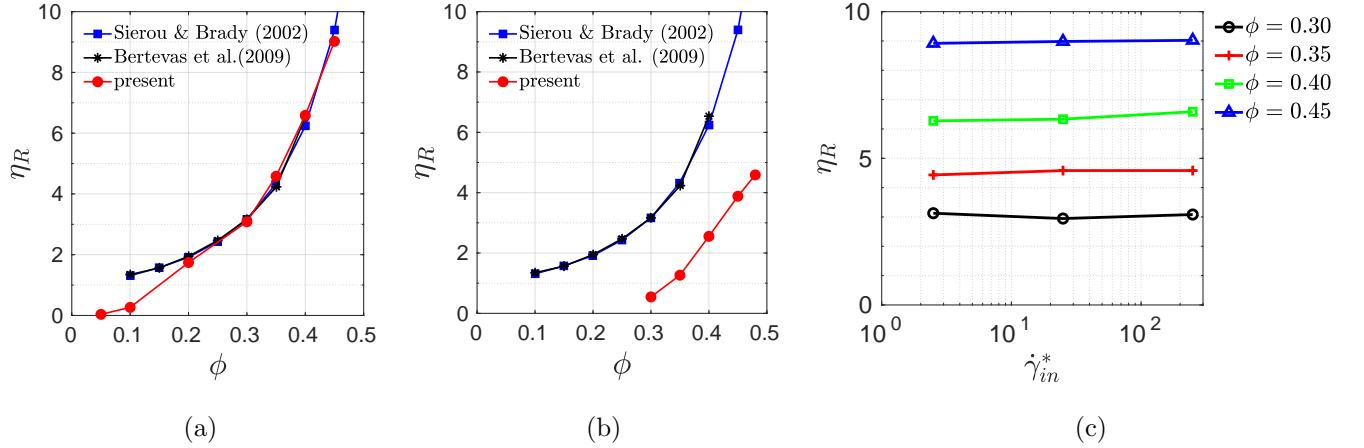 10
8
6
4
2
0
0
0.1
0.2
0.3
0.4
0.5
η_R
ϕ
Sierou & Brady (2002)
Bertevas et al.(2009)
present
(a)
10
8
6
4
2
0
0
0.1
0.2
0.3
0.4
0.5
η_R
ϕ
Sierou & Brady (2002)
Bertevas et al. (2009)
present
(b)
10
5
0
10^0
10^1
10^2
η_R
γ̇*_in
ϕ = 0.30
ϕ = 0.35
ϕ = 0.40
ϕ = 0.45
(c)